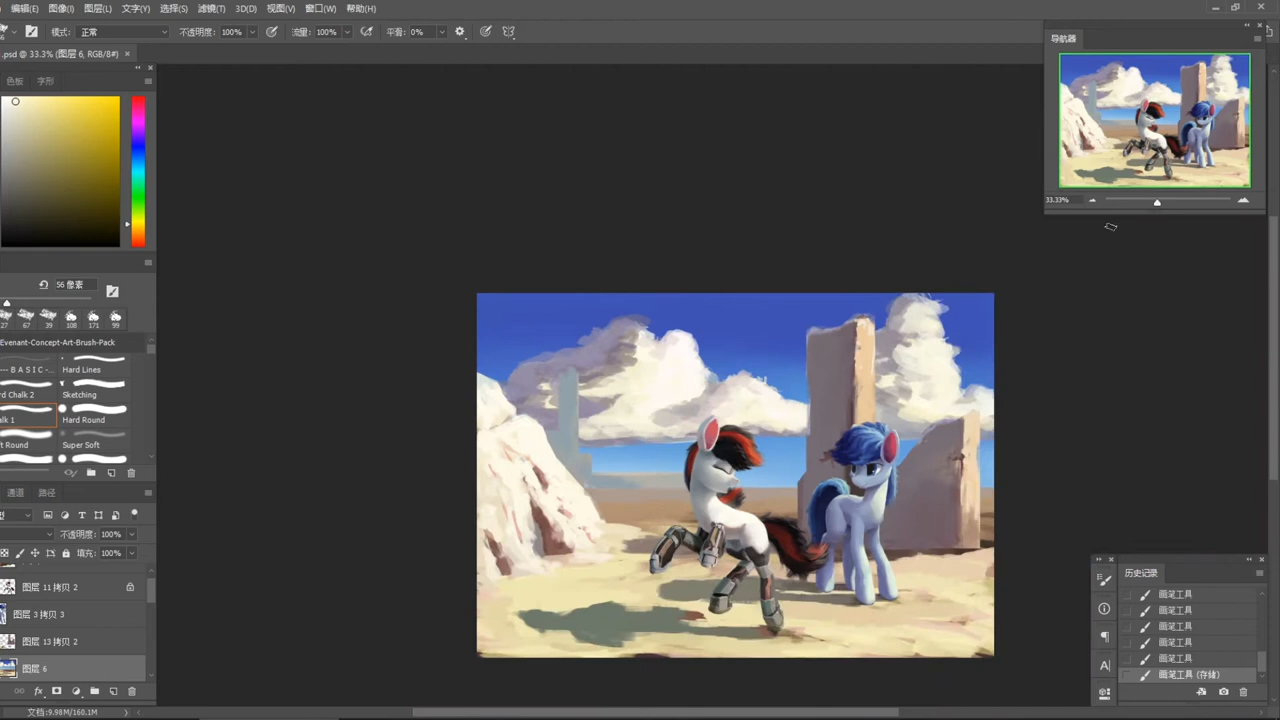 编辑(E) 图像(I) 图层(L) 文字(Y) 选择(S) 滤镜(T) 3D(D) 视图(V) 窗口(W) 帮助(H)
模式: 正常 不透明度: 100% 流量: 100% 平滑: 0%
.psd @ 33.3% (图层 6, RGB/8#)
导航器
色板 字形
33.33%
56 像素
27 67 39 108 171 99
Evenant-Concept-Art-Brush-Pack
--- B A S I C -... Hard Lines
rd Chalk 2 Sketching
alk 1 Hard Round
ft Round Super Soft
通道 路径
不透明度: 100%
填充: 100%
图层 11 拷贝 2
图层 3 拷贝 3
图层 13 拷贝 2
图层 6
历史记录
画笔工具
画笔工具
画笔工具
画笔工具
画笔工具
画笔工具 (存储)
文档:9.98M/160.1M